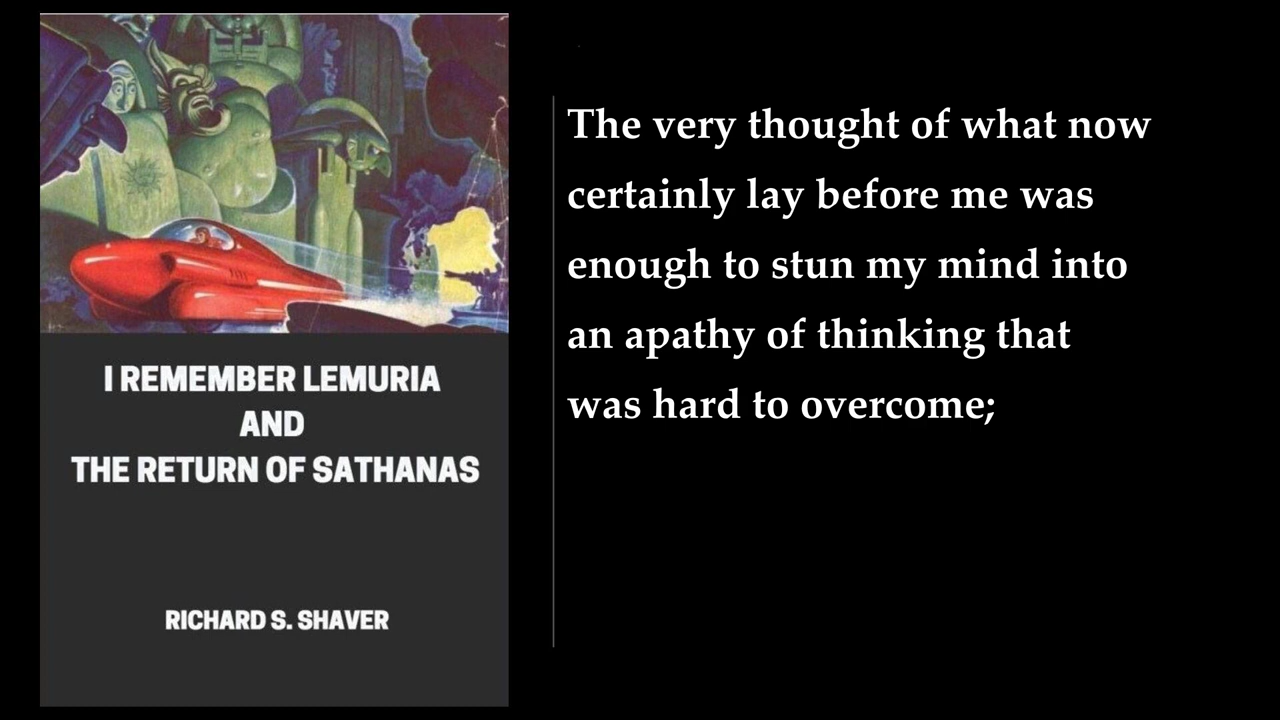 I REMEMBER LEMURIA
AND
THE RETURN OF SATHANAS
RICHARD S. SHAVER
The very thought of what now
certainly lay before me was
enough to stun my mind into
an apathy of thinking that
was hard to overcome;